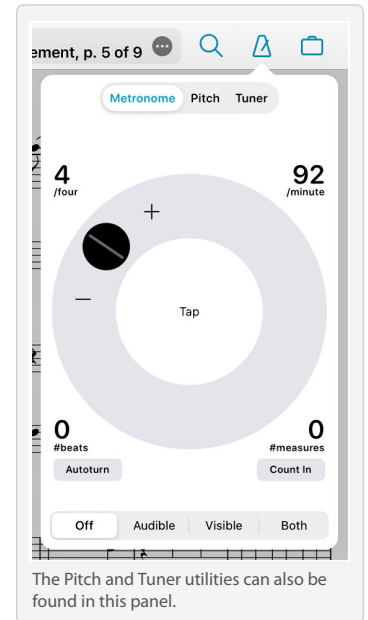 ement, p. 5 of 9
Metronome Pitch Tuner
4 92
/four /minute
+
−
Tap
0 0
#beats #measures
Autoturn Count In
Off Audible Visible Both
The Pitch and Tuner utilities can also be
found in this panel.